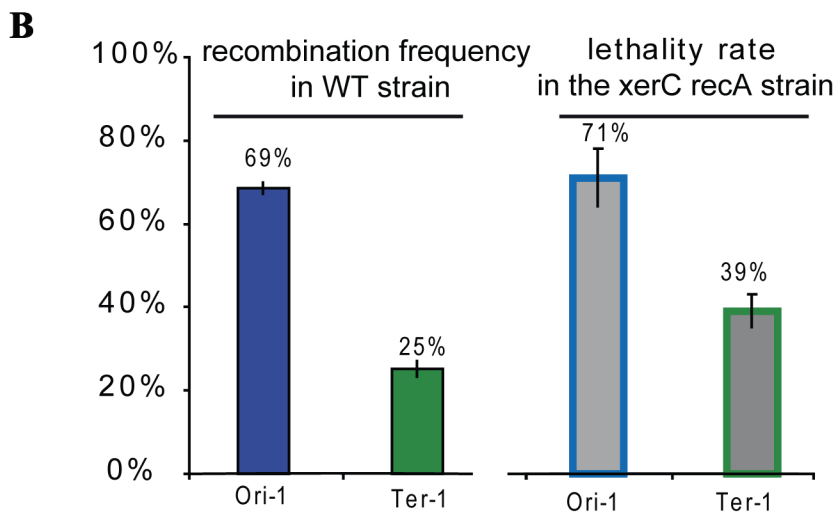 B
recombination frequency
in WT strain
lethality rate
in the xerC recA strain
100%
80%
60%
40%
20%
0%
69%
25%
71%
39%
Ori-1
Ter-1
Ori-1
Ter-1